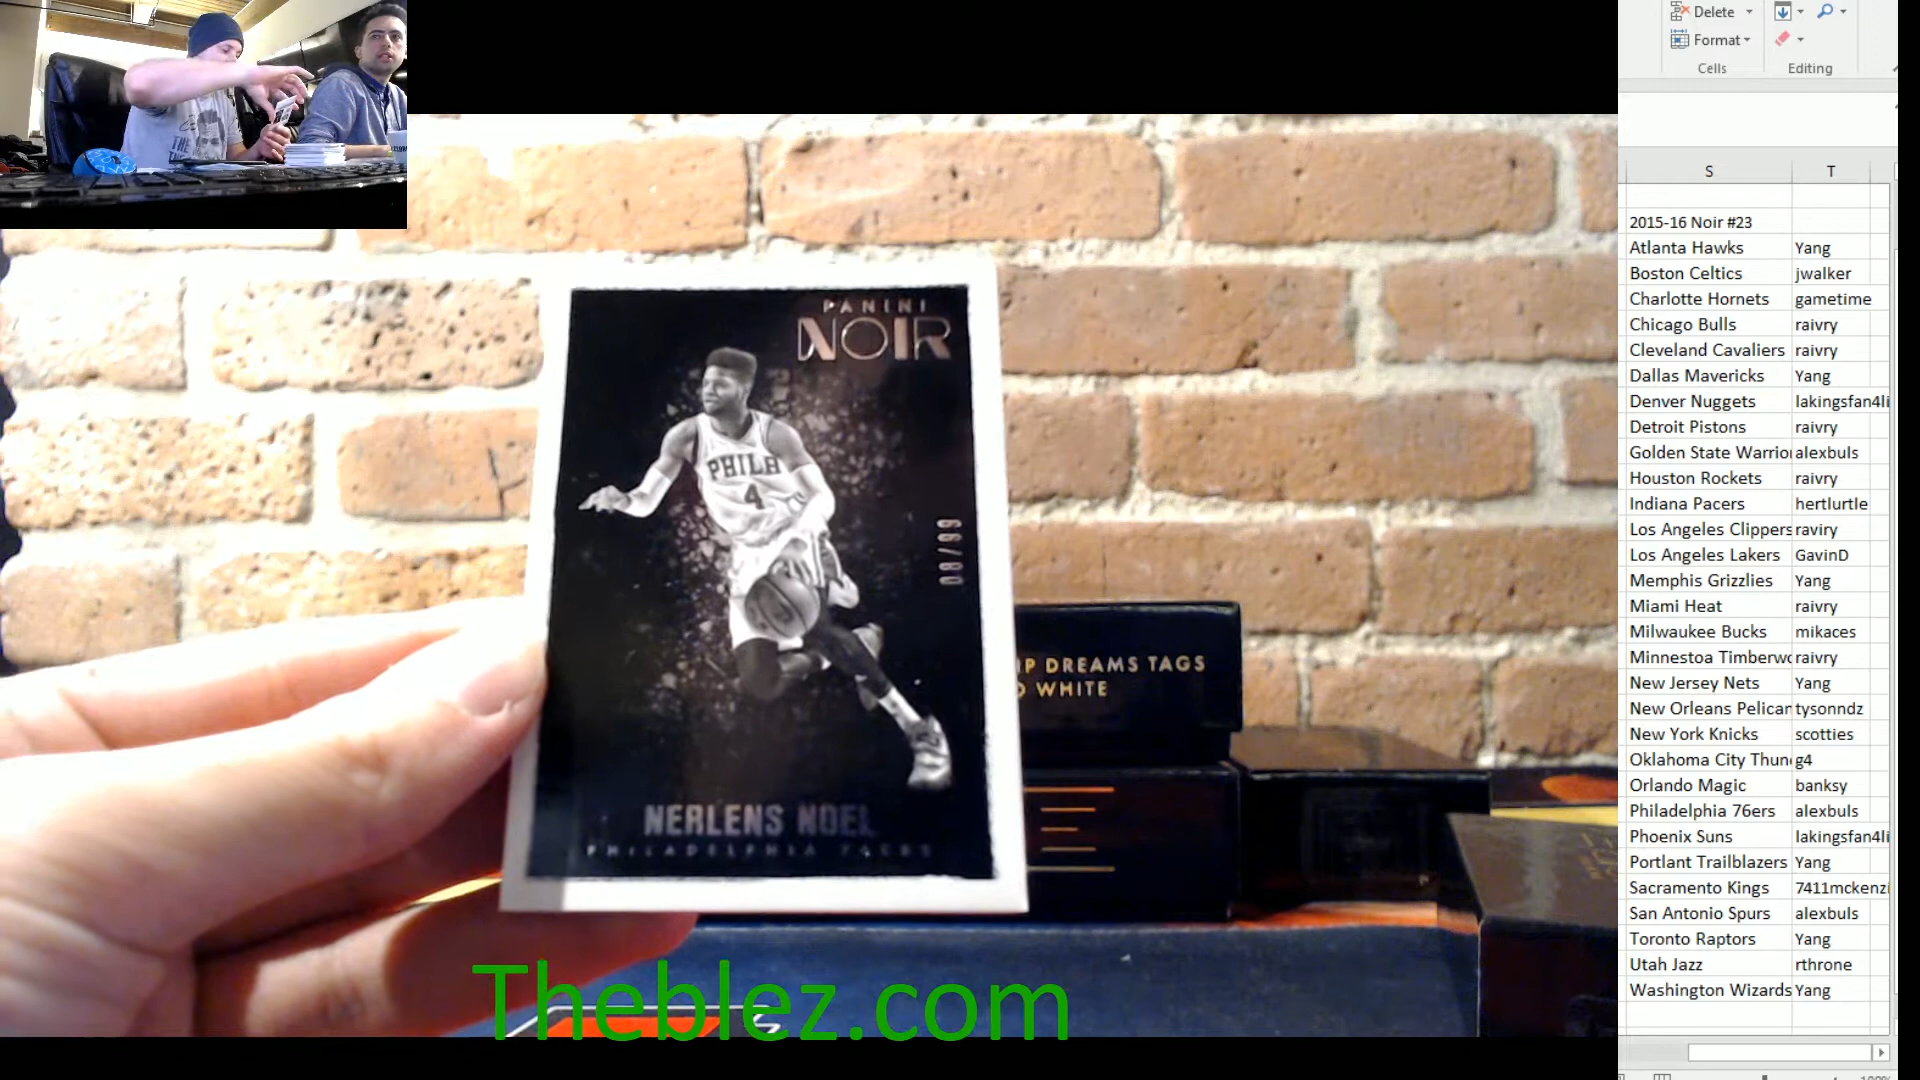 Delete
Format
Cells
Editing
S T
2015-16 Noir #23
Atlanta Hawks Yang
Boston Celtics jwalker
Charlotte Hornets gametime
Chicago Bulls raivry
Cleveland Cavaliers raivry
Dallas Mavericks Yang
Denver Nuggets lakingsfan4li
Detroit Pistons raivry
Golden State Warrio alexbuls
Houston Rockets raivry
Indiana Pacers hertlurtle
Los Angeles Clippers raviry
Los Angeles Lakers GavinD
Memphis Grizzlies Yang
Miami Heat raivry
Milwaukee Bucks mikaces
Minnestoa Timberwo raivry
New Jersey Nets Yang
New Orleans Pelican tysonndz
New York Knicks scotties
Oklahoma City Thun g4
Orlando Magic banksy
Philadelphia 76ers alexbuls
Phoenix Suns lakingsfan4li
Portlant Trailblazers Yang
Sacramento Kings 7411mckenzi
San Antonio Spurs alexbuls
Toronto Raptors Yang
Utah Jazz rthrone
Washington Wizards Yang
PANINI
NOIR
PHILA
4
08/99
NERLENS NOEL
PHILADELPHIA 76ERS
IP DREAMS TAGS
WHITE
Theblez.com